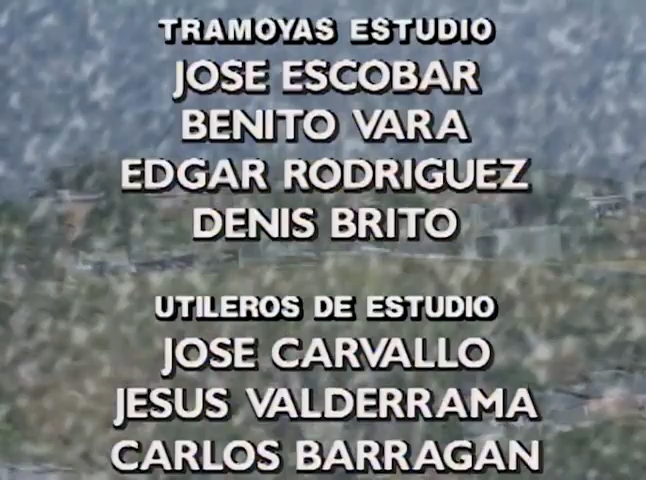 TRAMOYAS ESTUDIO
JOSE ESCOBAR
BENITO VARA
EDGAR RODRIGUEZ
DENIS BRITO
UTILEROS DE ESTUDIO
JOSE CARVALLO
JESUS VALDERRAMA
CARLOS BARRAGAN